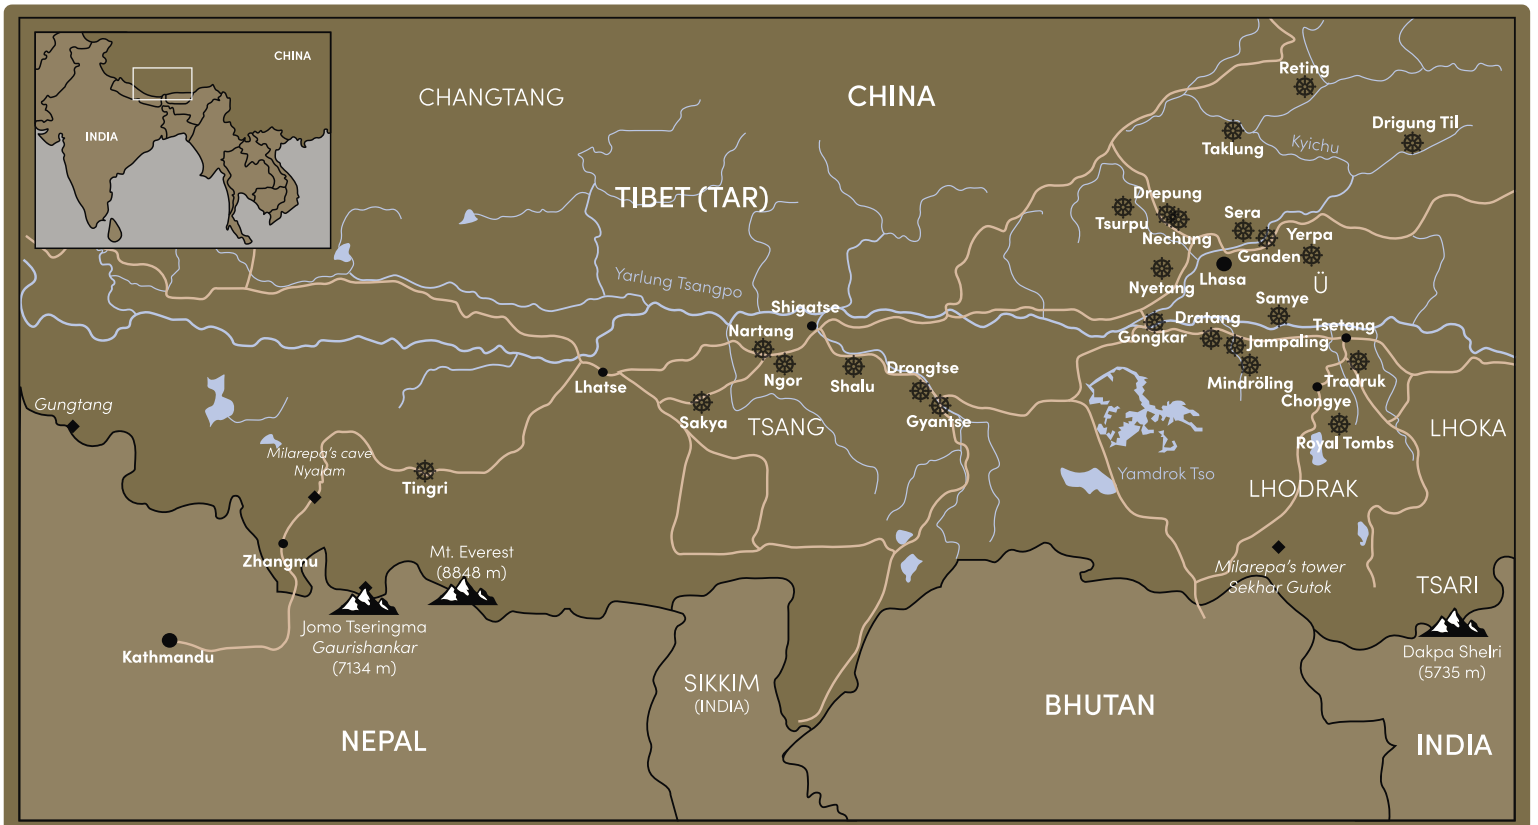 CHINA
INDIA
CHANGTANG
CHINA
TIBET (TAR)
Reting
Drigung Til
Taklung
Kyichu
Drepung
Tsurpu
Nechung
Sera
Yerpa
Ganden
Lhasa
Nyetang
Ü
Samye
Yarlung Tsangpo
Shigatse
Nartang
Ngor
Shalu
Drongtse
Gyantse
Gongkar
Dratang
Jampaling
Tsetang
Mindröling
Tradruk
Chongye
Royal Tombs
Lhatse
Sakya
TSANG
LHOKA
Gungtang
Milarepa's cave
Nyalam
Tingri
Yamdrok Tso
LHODRAK
Zhangmu
Mt. Everest
(8848 m)
Milarepa's tower
Sekhar Gutok
TSARI
Jomo Tseringma
Gaurishankar
(7134 m)
Kathmandu
Dakpa Shelri
(5735 m)
SIKKIM
(INDIA)
BHUTAN
NEPAL
INDIA